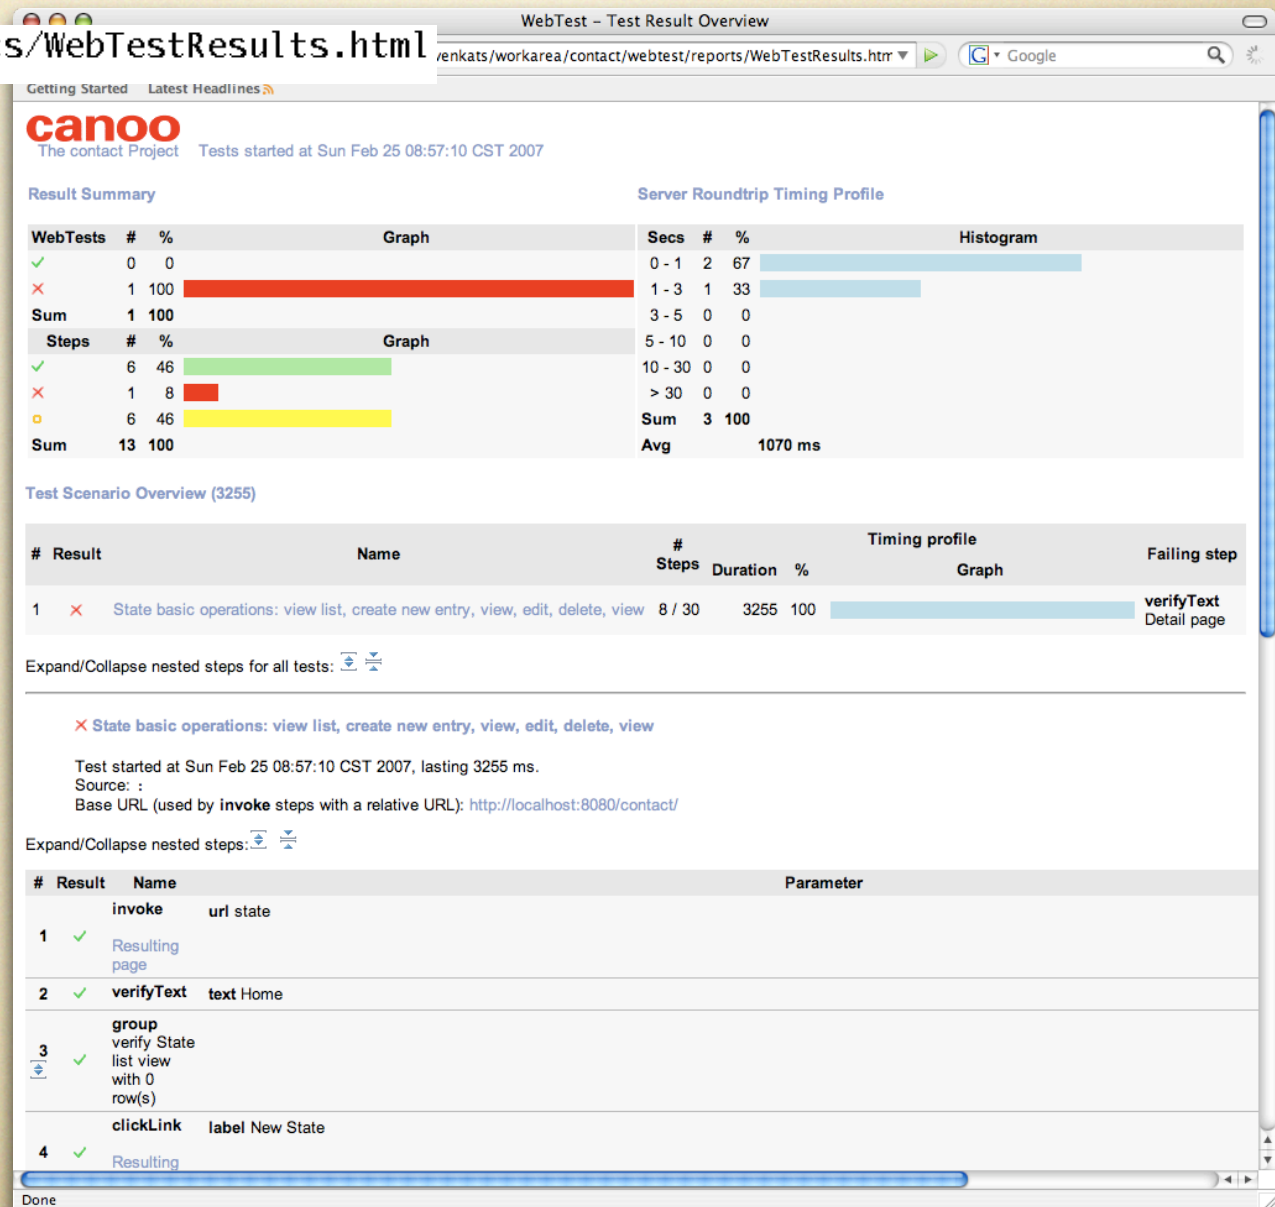 WebTest – Test Result Overview
s/WebTestResults.html
venkats/workarea/contact/webtest/reports/WebTestResults.htm
G Google
Getting Started Latest Headlines
canoo
The contact Project Tests started at Sun Feb 25 08:57:10 CST 2007
Result Summary Server Roundtrip Timing Profile
WebTests # % Graph Secs # % Histogram
0 0 0 - 1 2 67
1 100 1 - 3 1 33
Sum 1 100 3 - 5 0 0
Steps # % Graph 5 - 10 0 0
6 46 10 - 30 0 0
1 8 > 30 0 0
6 46 Sum 3 100
Sum 13 100 Avg 1070 ms
Test Scenario Overview (3255)
# Result Name # Steps Timing profile Failing step
Duration % Graph
1 State basic operations: view list, create new entry, view, edit, delete, view 8 / 30 3255 100 verifyText
Detail page
Expand/Collapse nested steps for all tests:
State basic operations: view list, create new entry, view, edit, delete, view
Test started at Sun Feb 25 08:57:10 CST 2007, lasting 3255 ms.
Source: :
Base URL (used by invoke steps with a relative URL): http://localhost:8080/contact/
Expand/Collapse nested steps:
# Result Name Parameter
invoke url state
1
Resulting
page
2 verifyText text Home
group
verify State
3
list view
with 0
row(s)
clickLink label New State
4
Resulting
Done